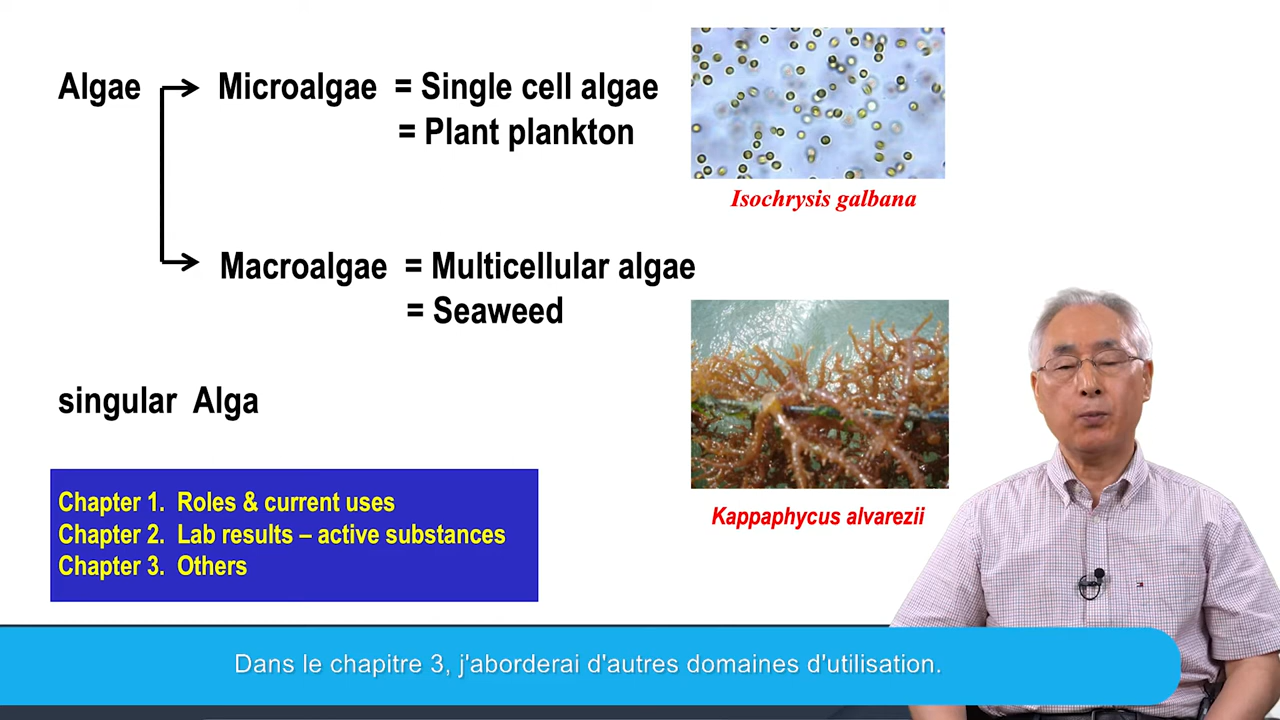 Algae → Microalgae = Single cell algae
= Plant plankton
Isochrysis galbana
Macroalgae = Multicellular algae
= Seaweed
singular Alga
Kappaphycus alvarezii
Chapter 1. Roles & current uses
Chapter 2. Lab results – active substances
Chapter 3. Others
Dans le chapitre 3, j'aborderai d'autres domaines d'utilisation.